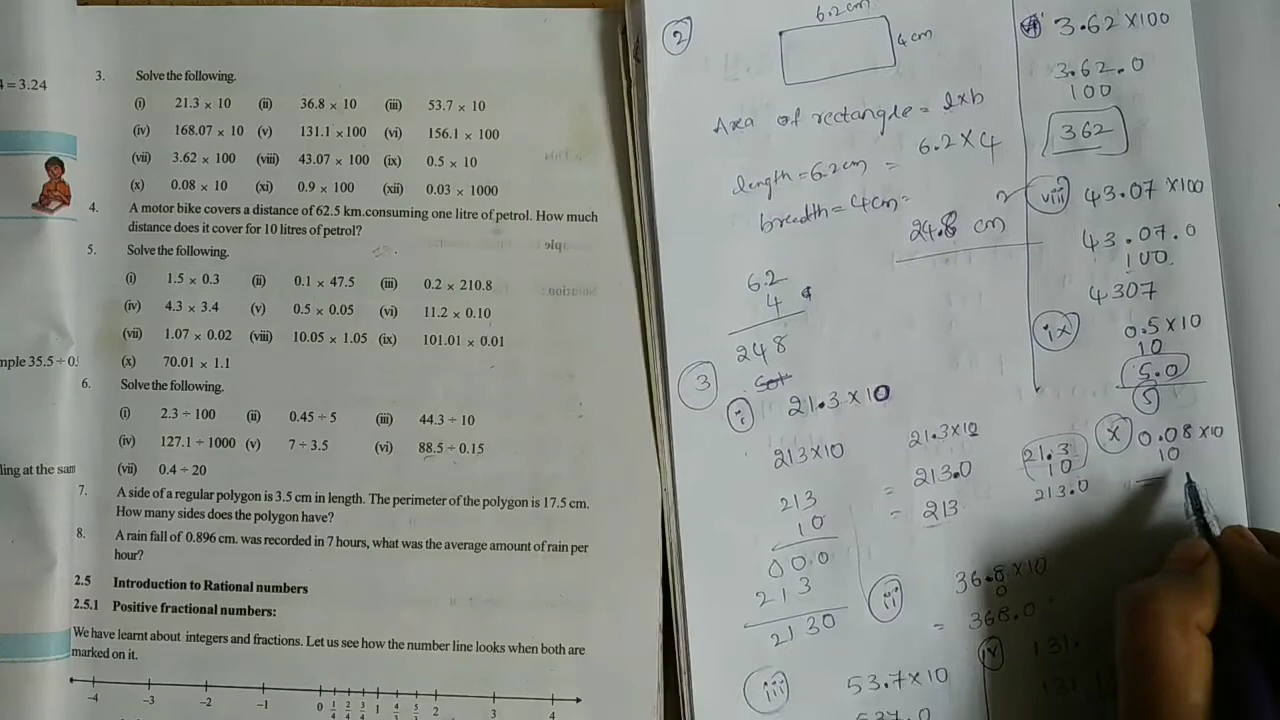 4 = 3.24
3. Solve the following.
(i) 21.3 × 10 (ii) 36.8 × 10 (iii) 53.7 × 10
(iv) 168.07 × 10 (v) 131.1 ×100 (vi) 156.1 × 100
(vii) 3.62 × 100 (viii) 43.07 × 100 (ix) 0.5 × 10
(x) 0.08 × 10 (xi) 0.9 × 100 (xii) 0.03 × 1000
4. A motor bike covers a distance of 62.5 km.consuming one litre of petrol. How much
distance does it cover for 10 litres of petrol?
5. Solve the following.
(i) 1.5 × 0.3 (ii) 0.1 × 47.5 (iii) 0.2 × 210.8
(iv) 4.3 × 3.4 (v) 0.5 × 0.05 (vi) 11.2 × 0.10
(vii) 1.07 × 0.02 (viii) 10.05 × 1.05 (ix) 101.01 × 0.01
(x) 70.01 × 1.1
mple 35.5 ÷ 0.5
6. Solve the following.
(i) 2.3 ÷ 100 (ii) 0.45 ÷ 5 (iii) 44.3 ÷ 10
(iv) 127.1 ÷ 1000 (v) 7 ÷ 3.5 (vi) 88.5 ÷ 0.15
(vii) 0.4 ÷ 20
ling at the sam
7. A side of a regular polygon is 3.5 cm in length. The perimeter of the polygon is 17.5 cm.
How many sides does the polygon have?
8. A rain fall of 0.896 cm. was recorded in 7 hours, what was the average amount of rain per
hour?
2.5 Introduction to Rational numbers
2.5.1 Positive fractional numbers:
We have learnt about integers and fractions. Let us see how the number line looks when both are
marked on it.
-4 -3 -2 -1 0 1/4 2/4 3/4 1 4/3 5/3 2 3 4
2
6.2cm
4 cm
Area of rectangle = l×b
= 6.2 × 4
length = 6.2 cm
breadth = 4 cm
24.8 cm
6.2
4
248
3
i 21.3 × 10
213×10
213
10
00.0
213
2130
21.3×10
= 213.0
= 213
21.3
10
213.0
ii 36.8×10
0
= 368.0
iii 53.7×10
537.0
iv 131.
3.62×100
3.62.0
100
362
viii 43.07×100
43.07.0
100.
4307
ix 0.5×10
10
5.0
5
x 0.08×10
10